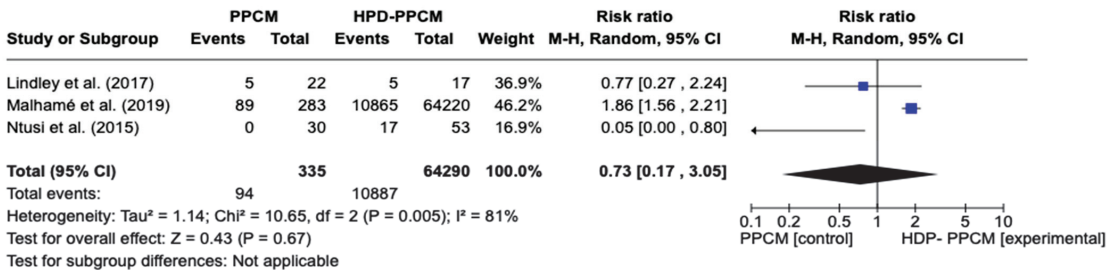 PPCM HPD-PPCM Risk ratio Risk ratio
Study or Subgroup Events Total Events Total Weight M-H, Random, 95% CI M-H, Random, 95% CI
Lindley et al. (2017) 5 22 5 17 36.9% 0.77 [0.27 , 2.24]
Malhamé et al. (2019) 89 283 10865 64220 46.2% 1.86 [1.56 , 2.21]
Ntusi et al. (2015) 0 30 17 53 16.9% 0.05 [0.00 , 0.80]
Total (95% CI) 335 64290 100.0% 0.73 [0.17 , 3.05]
Total events: 94 10887
Heterogeneity: Tau² = 1.14; Chi² = 10.65, df = 2 (P = 0.005); I² = 81%
Test for overall effect: Z = 0.43 (P = 0.67)
Test for subgroup differences: Not applicable
0.1 0.2 0.5 1 2 5 10
PPCM [control] HDP- PPCM [experimental]